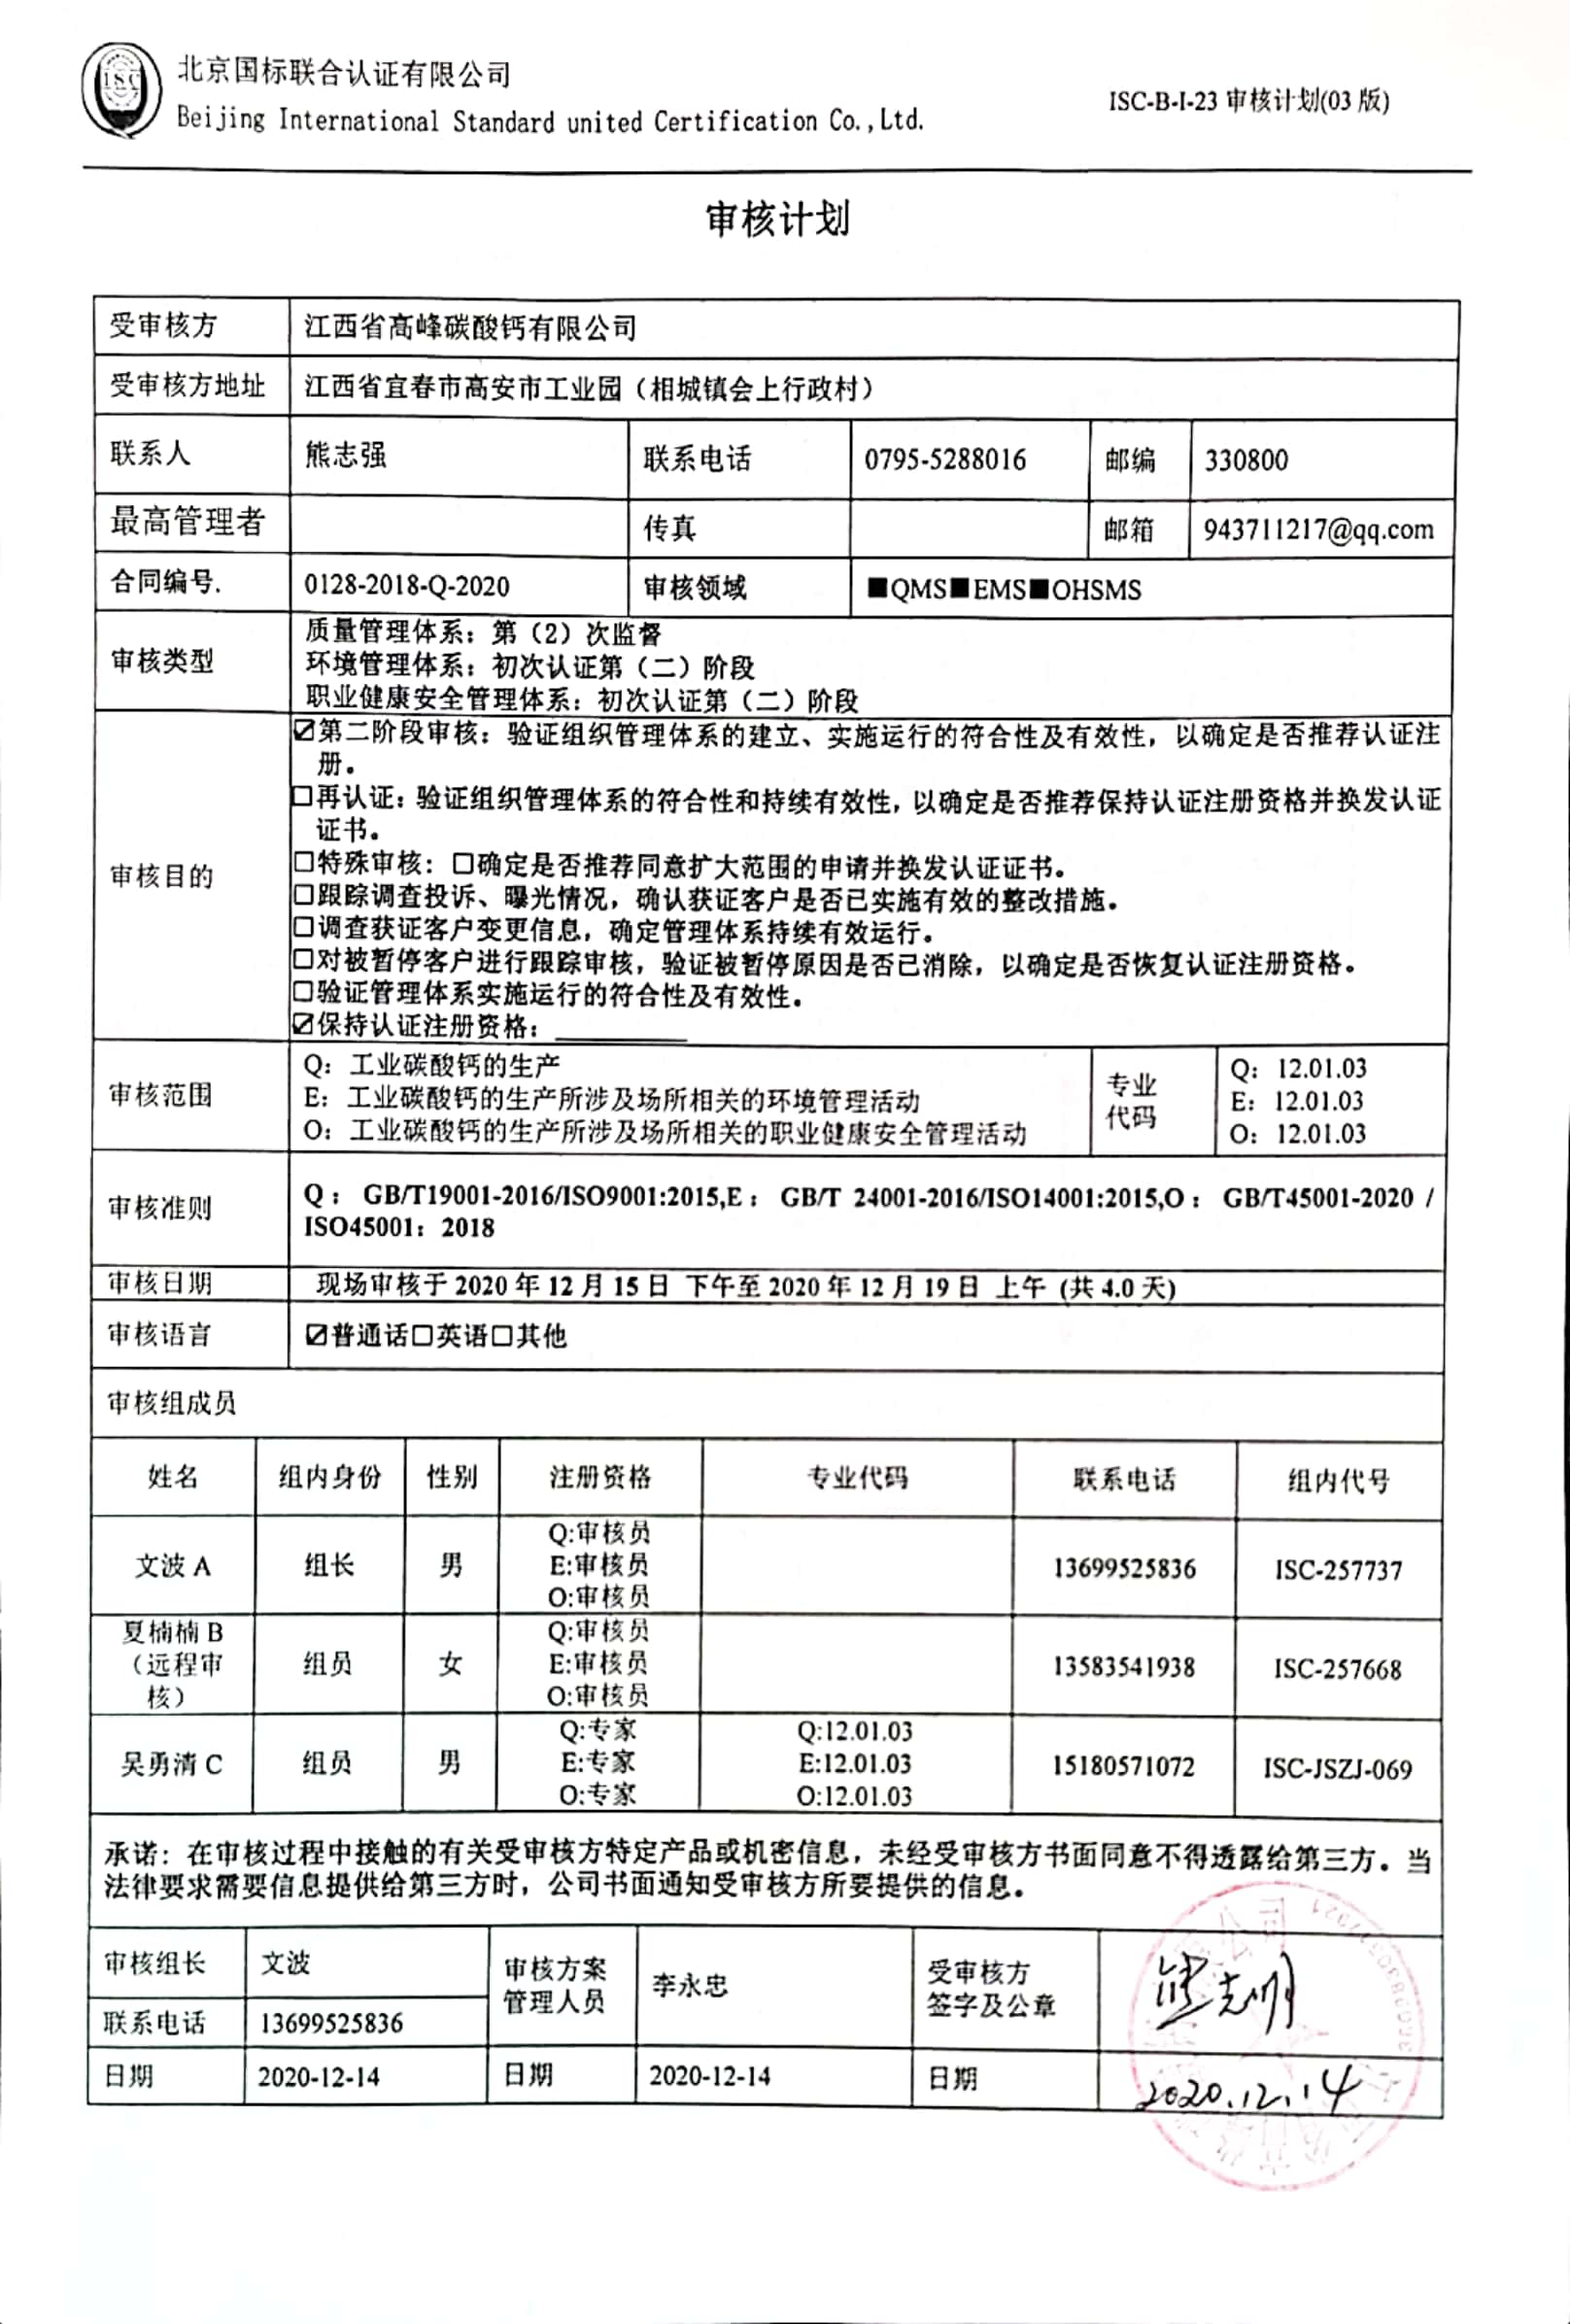 ISC
北京国标联合认证有限公司
Beijing International Standard united Certification Co.,Ltd.
ISC-B-I-23 审核计划(03 版)
审核计划
受审核方 江西省高峰碳酸钙有限公司
受审核方地址 江西省宜春市高安市工业园（相城镇会上行政村）
联系人 熊志强 联系电话 0795-5288016 邮编 330800
最高管理者 传真 邮箱 943711217@qq.com
合同编号. 0128-2018-Q-2020 审核领域 ■QMS■EMS■OHSMS
审核类型
质量管理体系：第（2）次监督
环境管理体系：初次认证第（二）阶段
职业健康安全管理体系：初次认证第（二）阶段
审核目的
☑第二阶段审核：验证组织管理体系的建立、实施运行的符合性及有效性，以确定是否推荐认证注
册。
□再认证：验证组织管理体系的符合性和持续有效性，以确定是否推荐保持认证注册资格并换发认证
证书。
□特殊审核：□确定是否推荐同意扩大范围的申请并换发认证证书。
□跟踪调查投诉、曝光情况，确认获证客户是否已实施有效的整改措施。
□调查获证客户变更信息，确定管理体系持续有效运行。
□对被暂停客户进行跟踪审核，验证被暂停原因是否已消除，以确定是否恢复认证注册资格。
□验证管理体系实施运行的符合性及有效性。
☑保持认证注册资格：
审核范围
Q：工业碳酸钙的生产
E：工业碳酸钙的生产所涉及场所相关的环境管理活动
O：工业碳酸钙的生产所涉及场所相关的职业健康安全管理活动
专业
代码
Q：12.01.03
E：12.01.03
O：12.01.03
审核准则
Q：GB/T19001-2016/ISO9001:2015,E：GB/T 24001-2016/ISO14001:2015,O：GB/T45001-2020 /
ISO45001：2018
审核日期 现场审核于 2020 年 12 月 15 日 下午至 2020 年 12 月 19 日 上午 (共 4.0 天)
审核语言 ☑普通话□英语□其他
审核组成员
姓名 组内身份 性别 注册资格 专业代码 联系电话 组内代号
文波 A 组长 男
Q:审核员
E:审核员
O:审核员
13699525836 ISC-257737
夏楠楠 B
（远程审
核）
组员 女
Q:审核员
E:审核员
O:审核员
13583541938 ISC-257668
吴勇清 C 组员 男
Q:专家
E:专家
O:专家
Q:12.01.03
E:12.01.03
O:12.01.03
15180571072 ISC-JSZJ-069
承诺：在审核过程中接触的有关受审核方特定产品或机密信息，未经受审核方书面同意不得透露给第三方。当
法律要求需要信息提供给第三方时，公司书面通知受审核方所要提供的信息。
审核组长 文波
审核方案
管理人员
李永忠
受审核方
签字及公章
联系电话 13699525836
日期 2020-12-14 日期 2020-12-14 日期 2020.12.14